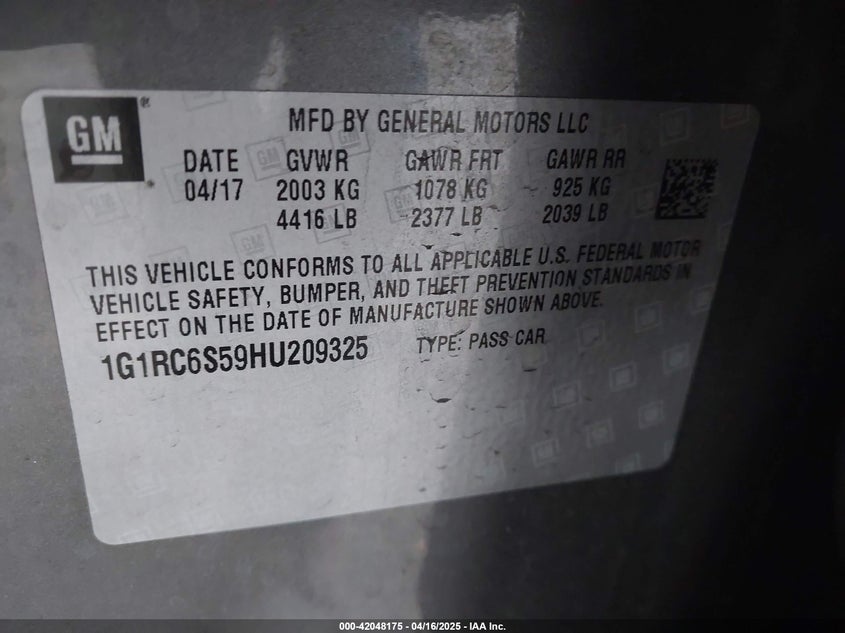 GM
MFD BY GENERAL MOTORS LLC
DATE GVWR GAWR FRT GAWR RR
04/17 2003 KG 1078 KG 925 KG
4416 LB 2377 LB 2039 LB
THIS VEHICLE CONFORMS TO ALL APPLICABLE U.S. FEDERAL MOTOR
VEHICLE SAFETY, BUMPER, AND THEFT PREVENTION STANDARDS IN
EFFECT ON THE DATE OF MANUFACTURE SHOWN ABOVE.
1G1RC6S59HU209325 TYPE: PASS CAR
000-42048175 - 04/16/2025 - IAA Inc.